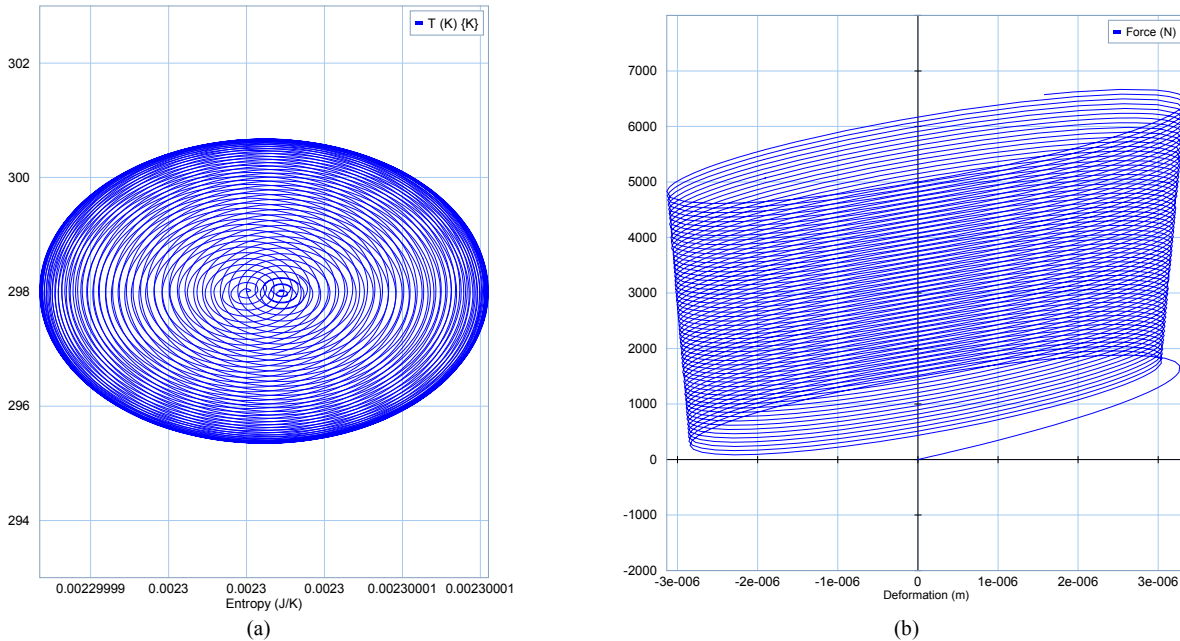 T (K) {K}
302
300
298
296
294
0.00229999
0.0023
0.0023
0.0023
0.00230001
0.00230001
Entropy (J/K)
(a)
Force (N)
7000
6000
5000
4000
3000
2000
1000
0
-1000
-2000
-3e-006
-2e-006
-1e-006
0
1e-006
2e-006
3e-006
Deformation (m)
(b)